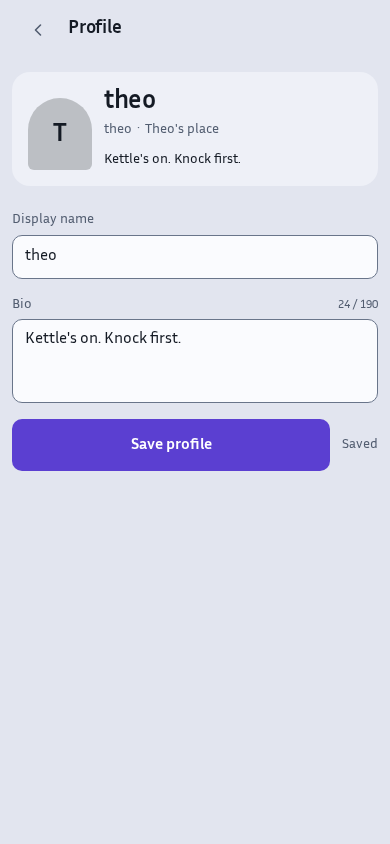 Profile
T
theo
theo · Theo's place
Kettle's on. Knock first.
Display name
theo
Bio
24 / 190
Kettle's on. Knock first.
Save profile
Saved